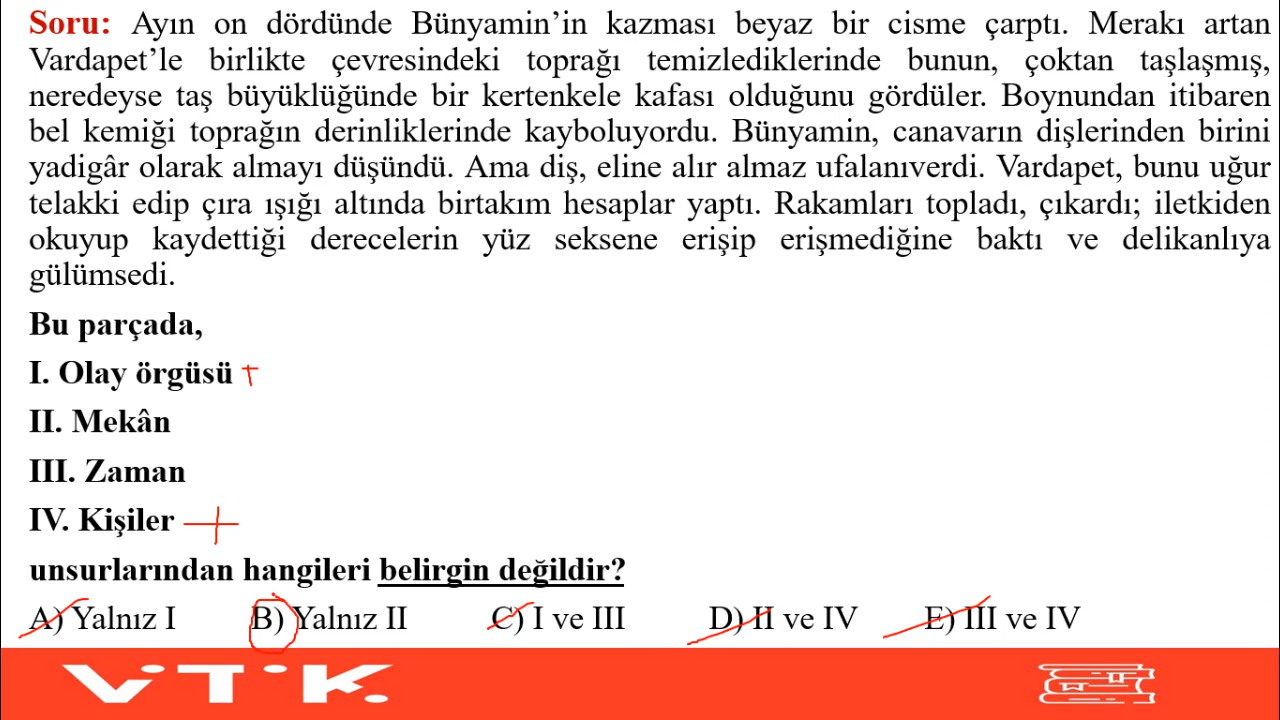 Soru: Ayın on dördünde Bünyamin’in kazması beyaz bir cisme çarptı. Merakı artan
Vardapet’le birlikte çevresindeki toprağı temizlediklerinde bunun, çoktan taşlaşmış,
neredeyse taş büyüklüğünde bir kertenkele kafası olduğunu gördüler. Boynundan itibaren
bel kemiği toprağın derinliklerinde kayboluyordu. Bünyamin, canavarın dişlerinden birini
yadigâr olarak almayı düşündü. Ama diş, eline alır almaz ufalanıverdi. Vardapet, bunu uğur
telakki edip çıra ışığı altında birtakım hesaplar yaptı. Rakamları topladı, çıkardı; iletkiden
okuyup kaydettiği derecelerin yüz seksene erişip erişmediğine baktı ve delikanlıya
gülümsedi.
Bu parçada,
I. Olay örgüsü +
II. Mekân
III. Zaman
IV. Kişiler +
unsurlarından hangileri belirgin değildir?
A) Yalnız I B) Yalnız II C) I ve III D) II ve IV E) III ve IV
VTK